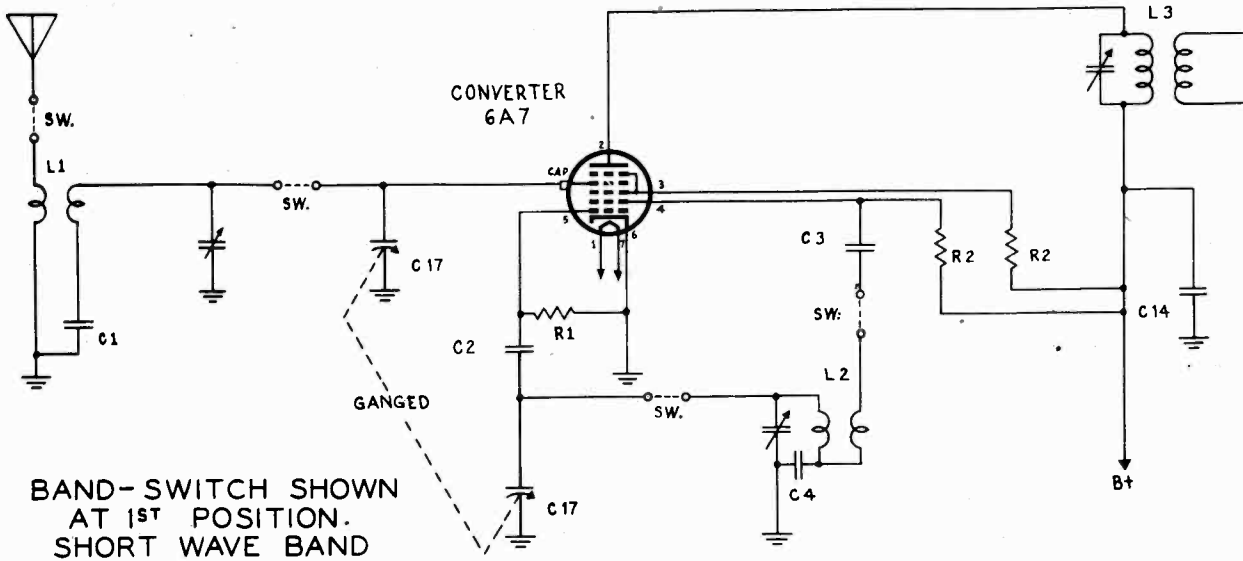 L3
CONVERTER
6A7
SW.
L1
2
CAP
3
4
5
1
7
6
SW.
C17
C3
R2
R2
C14
C1
R1
SW:
C2
L2
GANGED
SW.
C4
B+
C17
BAND-SWITCH SHOWN
AT 1ST POSITION.
SHORT WAVE BAND